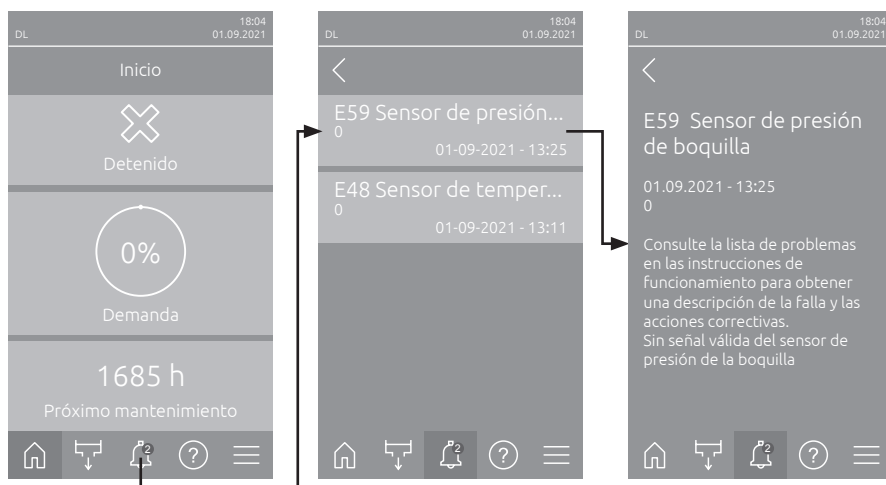 18:04
DL 01.09.2021
Inicio
Detenido
0%
Demanda
1685 h
Próximo mantenimiento
2
?
18:04
DL 01.09.2021
E59 Sensor de presión...
0
01-09-2021 - 13:25
E48 Sensor de temper...
0
01-09-2021 - 13:11
2
?
18:04
DL 01.09.2021
E59 Sensor de presión
de boquilla
01.09.2021 - 13:25
0
Consulte la lista de problemas
en las instrucciones de
funcionamiento para obtener
una descripción de la falla y las
acciones correctivas.
Sin señal válida del sensor de
presión de la boquilla
2
?